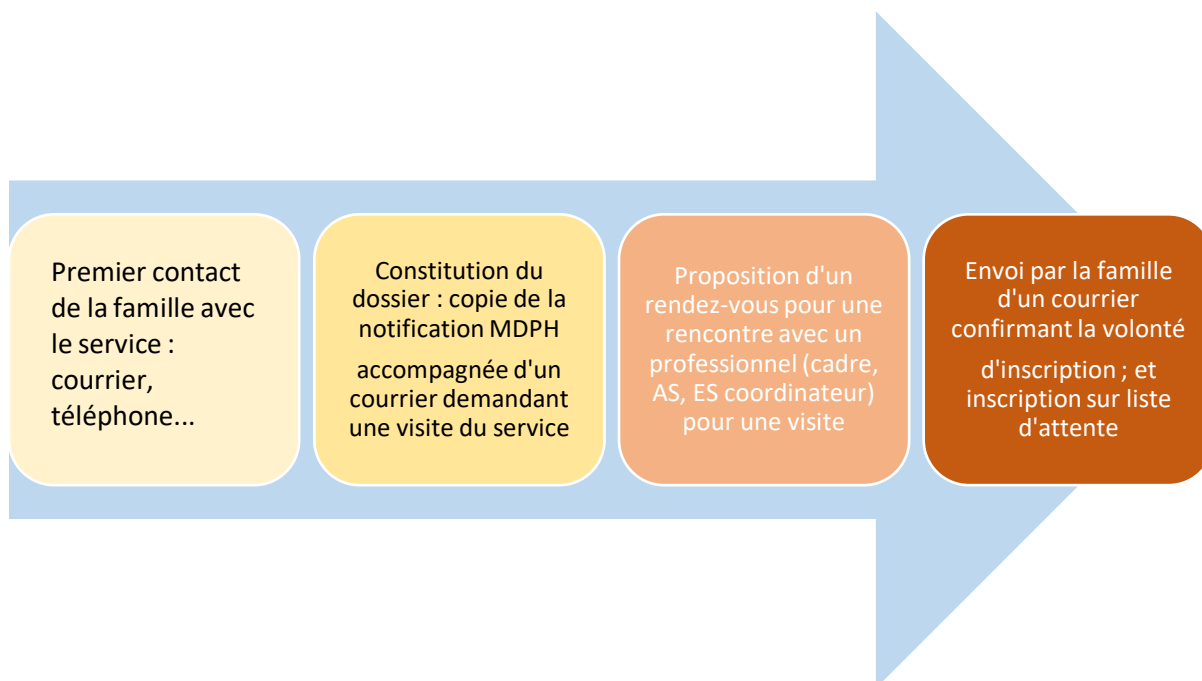 Premier contact
de la famille avec
le service :
courrier,
téléphone...
Constitution du
dossier : copie de la
notification MDPH
accompagnée d'un
courrier demandant
une visite du service
Proposition d'un
rendez-vous pour une
rencontre avec un
professionnel (cadre,
AS, ES coordinateur)
pour une visite
Envoi par la famille
d'un courrier
confirmant la volonté
d'inscription ; et
inscription sur liste
d'attente